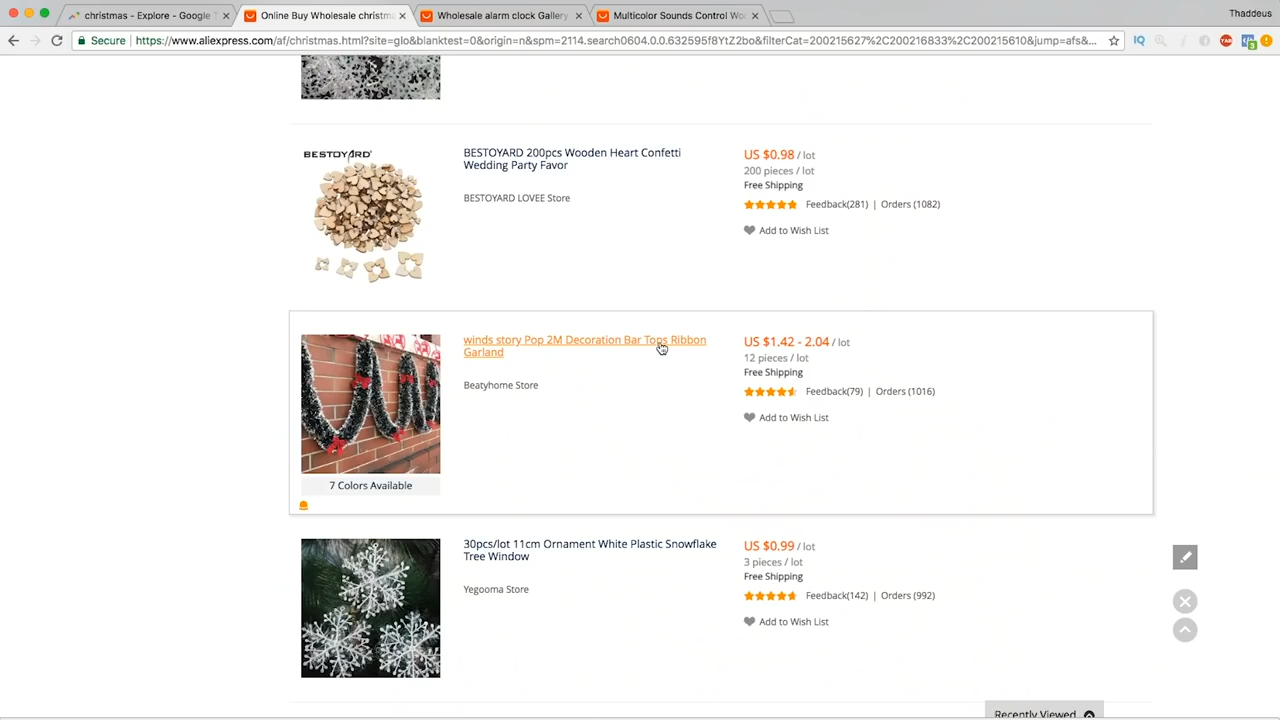 christmas - Explore - Google T
Online Buy Wholesale christma
Wholesale alarm clock Gallery
Multicolor Sounds Control Wo
Thaddeus
Secure
https://www.aliexpress.com/af/christmas.html?site=glo&blanktest=0&origin=n&spm=2114.search0604.0.0.632595f8YtZ2bo&filterCat=200215627%2C200216833%2C200215610&jump=afs&...
BESTOYARD
BESTOYARD 200pcs Wooden Heart Confetti
Wedding Party Favor
BESTOYARD LOVEE Store
US $0.98 / lot
200 pieces / lot
Free Shipping
Feedback(281) | Orders (1082)
Add to Wish List
winds story Pop 2M Decoration Bar Tops Ribbon
Garland
Beatyhome Store
7 Colors Available
US $1.42 - 2.04 / lot
12 pieces / lot
Free Shipping
Feedback(79) | Orders (1016)
Add to Wish List
30pcs/lot 11cm Ornament White Plastic Snowflake
Tree Window
Yegooma Store
US $0.99 / lot
3 pieces / lot
Free Shipping
Feedback(142) | Orders (992)
Add to Wish List
Recently Viewed